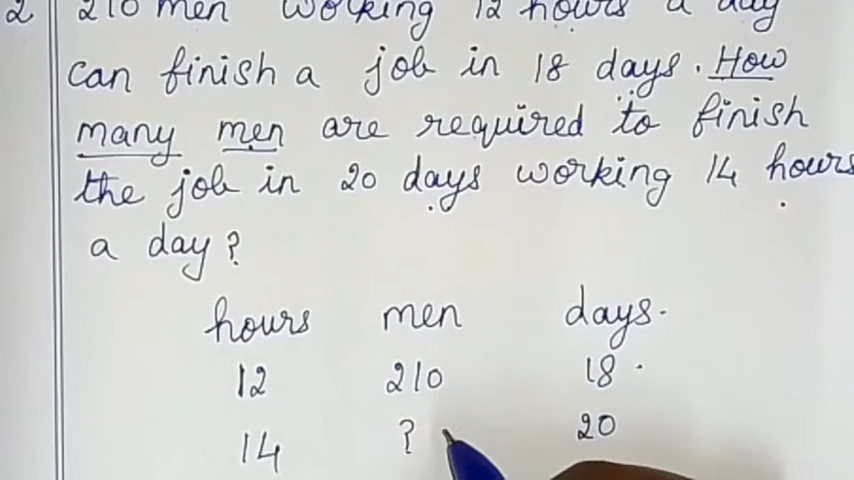 2 210 men working 12 hours a day
can finish a job in 18 days. How
many men are required to finish
the job in 20 days working 14 hours
a day?
hours men days.
12 210 18
14 ? 20